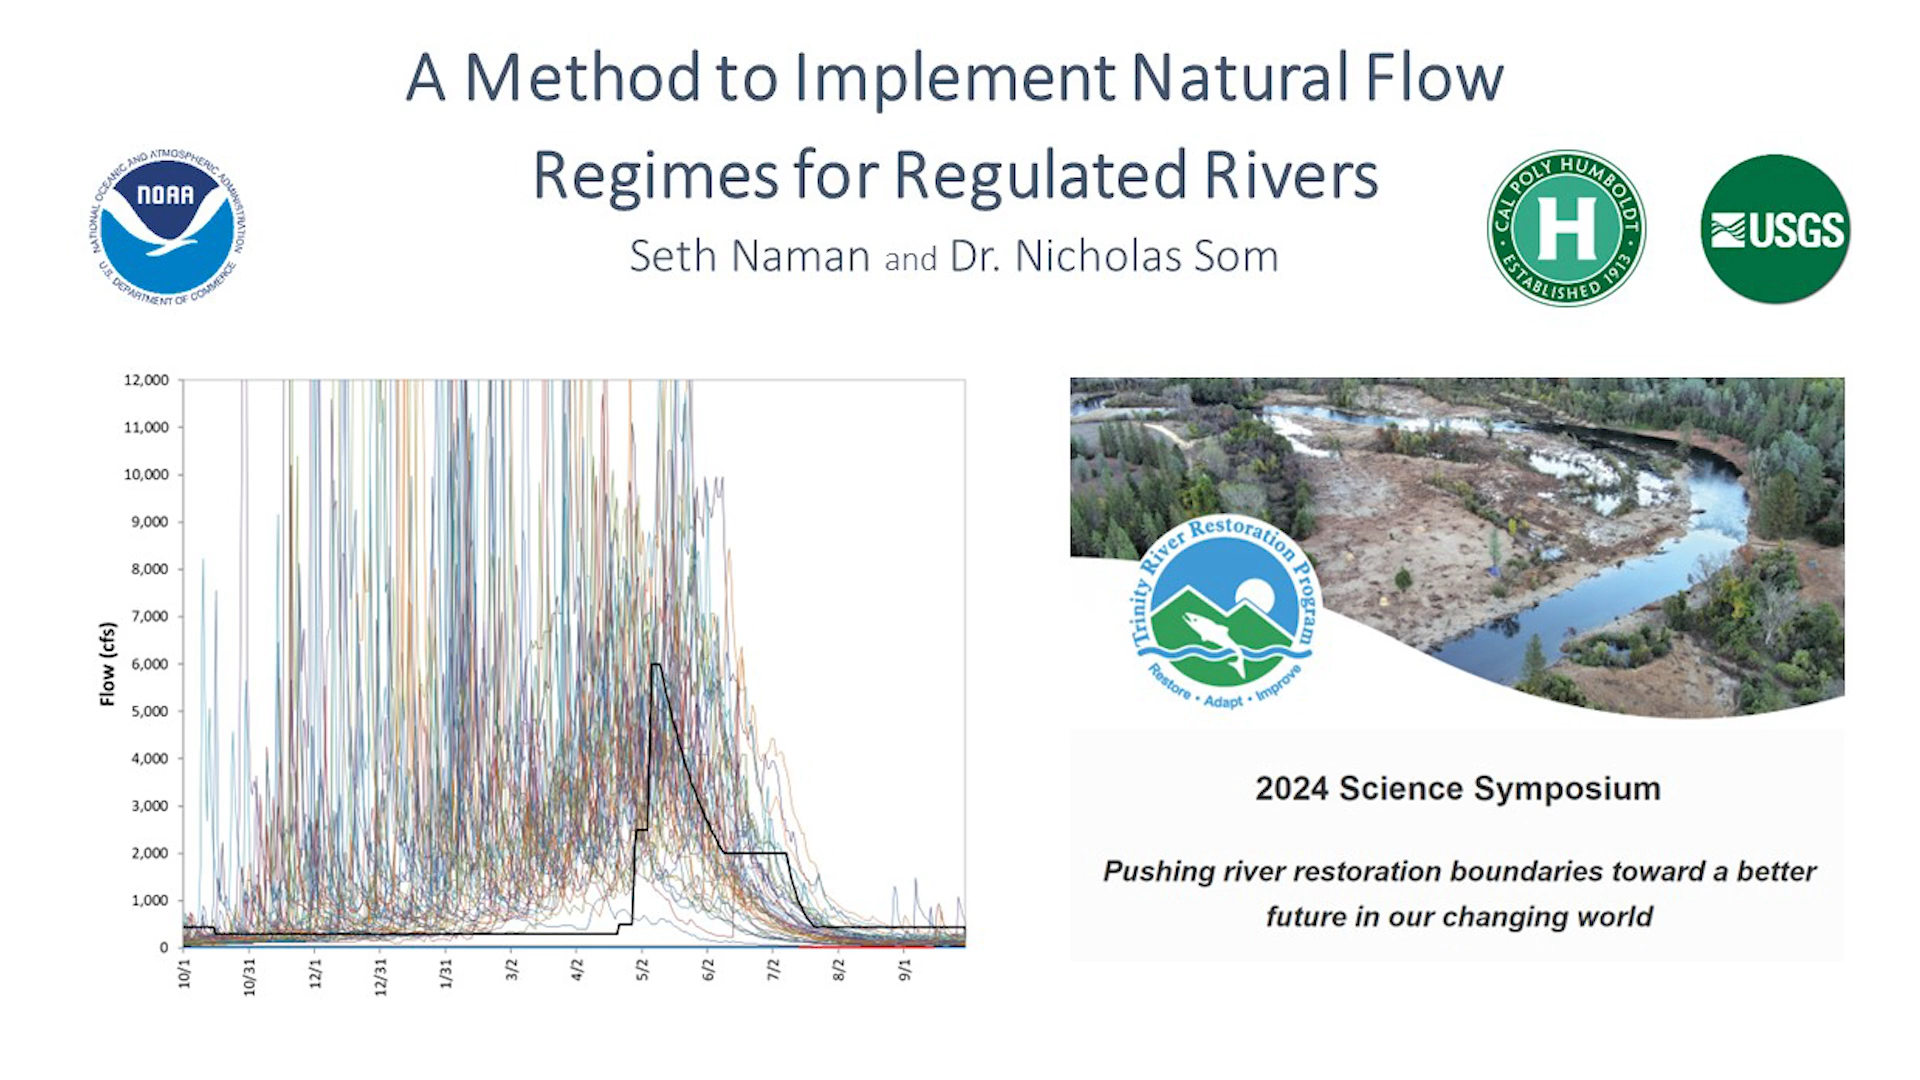 A Method to Implement Natural Flow
Regimes for Regulated Rivers
Seth Naman and Dr. Nicholas Som
NATIONAL OCEANIC AND ATMOSPHERIC ADMINISTRATION
NOAA
U.S. DEPARTMENT OF COMMERCE
CAL POLY HUMBOLDT
H
ESTABLISHED 1913
USGS
Flow (cfs)
12,000
11,000
10,000
9,000
8,000
7,000
6,000
5,000
4,000
3,000
2,000
1,000
0
10/1
10/31
12/1
12/31
1/31
3/2
4/2
5/2
6/2
7/2
8/2
9/1
Trinity River Restoration Program
Restore • Adapt • Improve
2024 Science Symposium
Pushing river restoration boundaries toward a better
future in our changing world